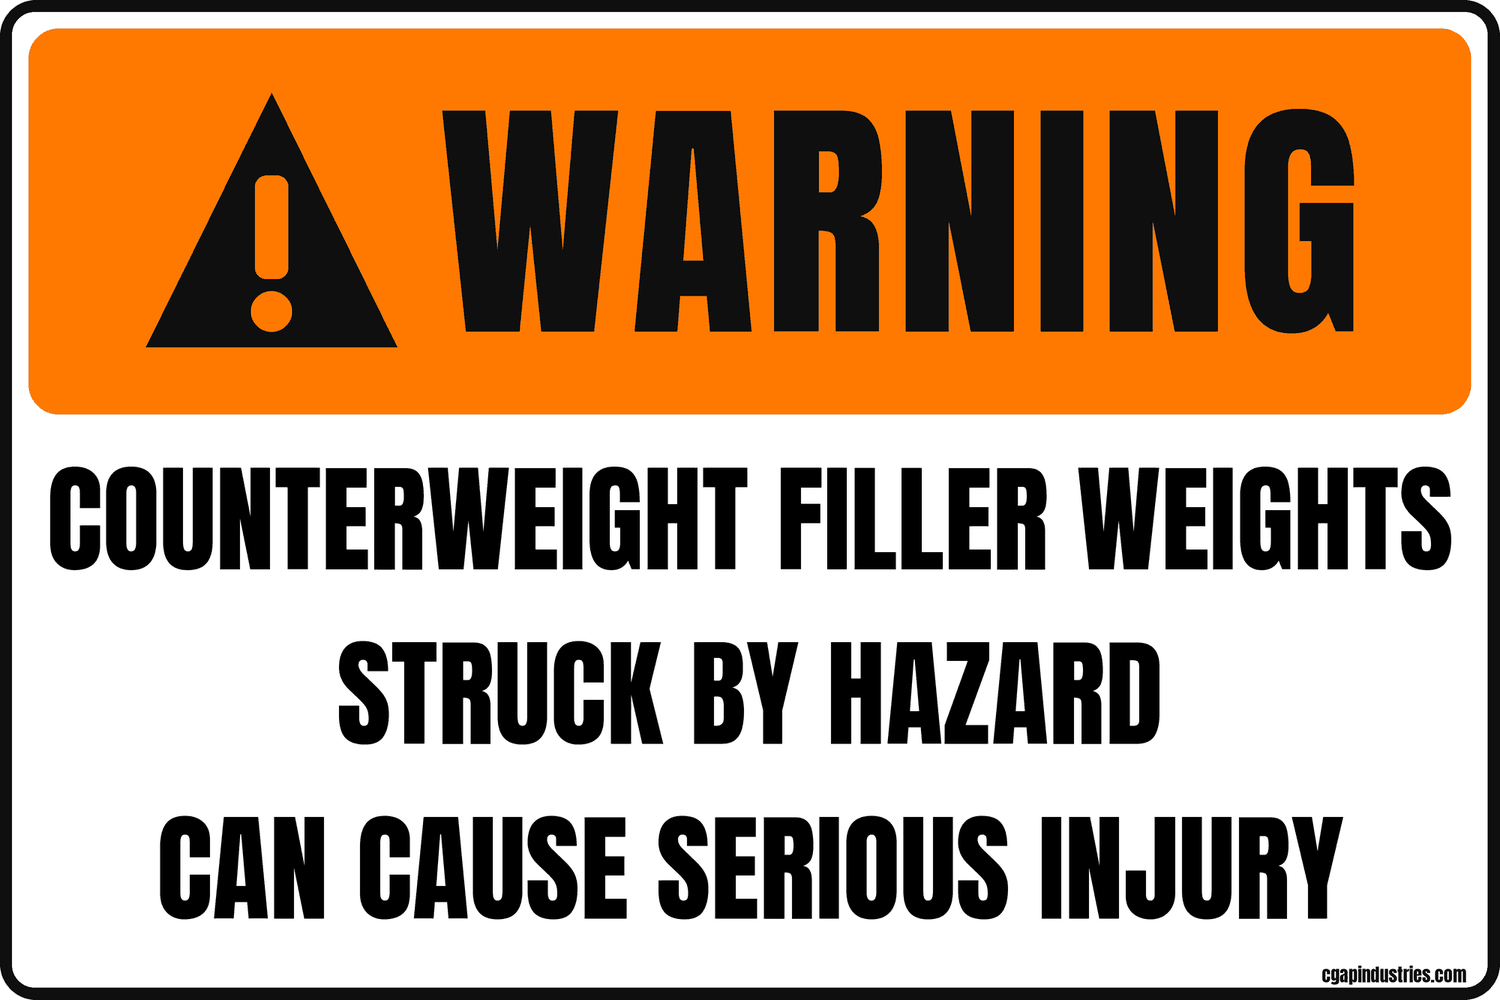 WARNING
COUNTERWEIGHT FILLER WEIGHTS
STRUCK BY HAZARD
CAN CAUSE SERIOUS INJURY
cgapindustries.com